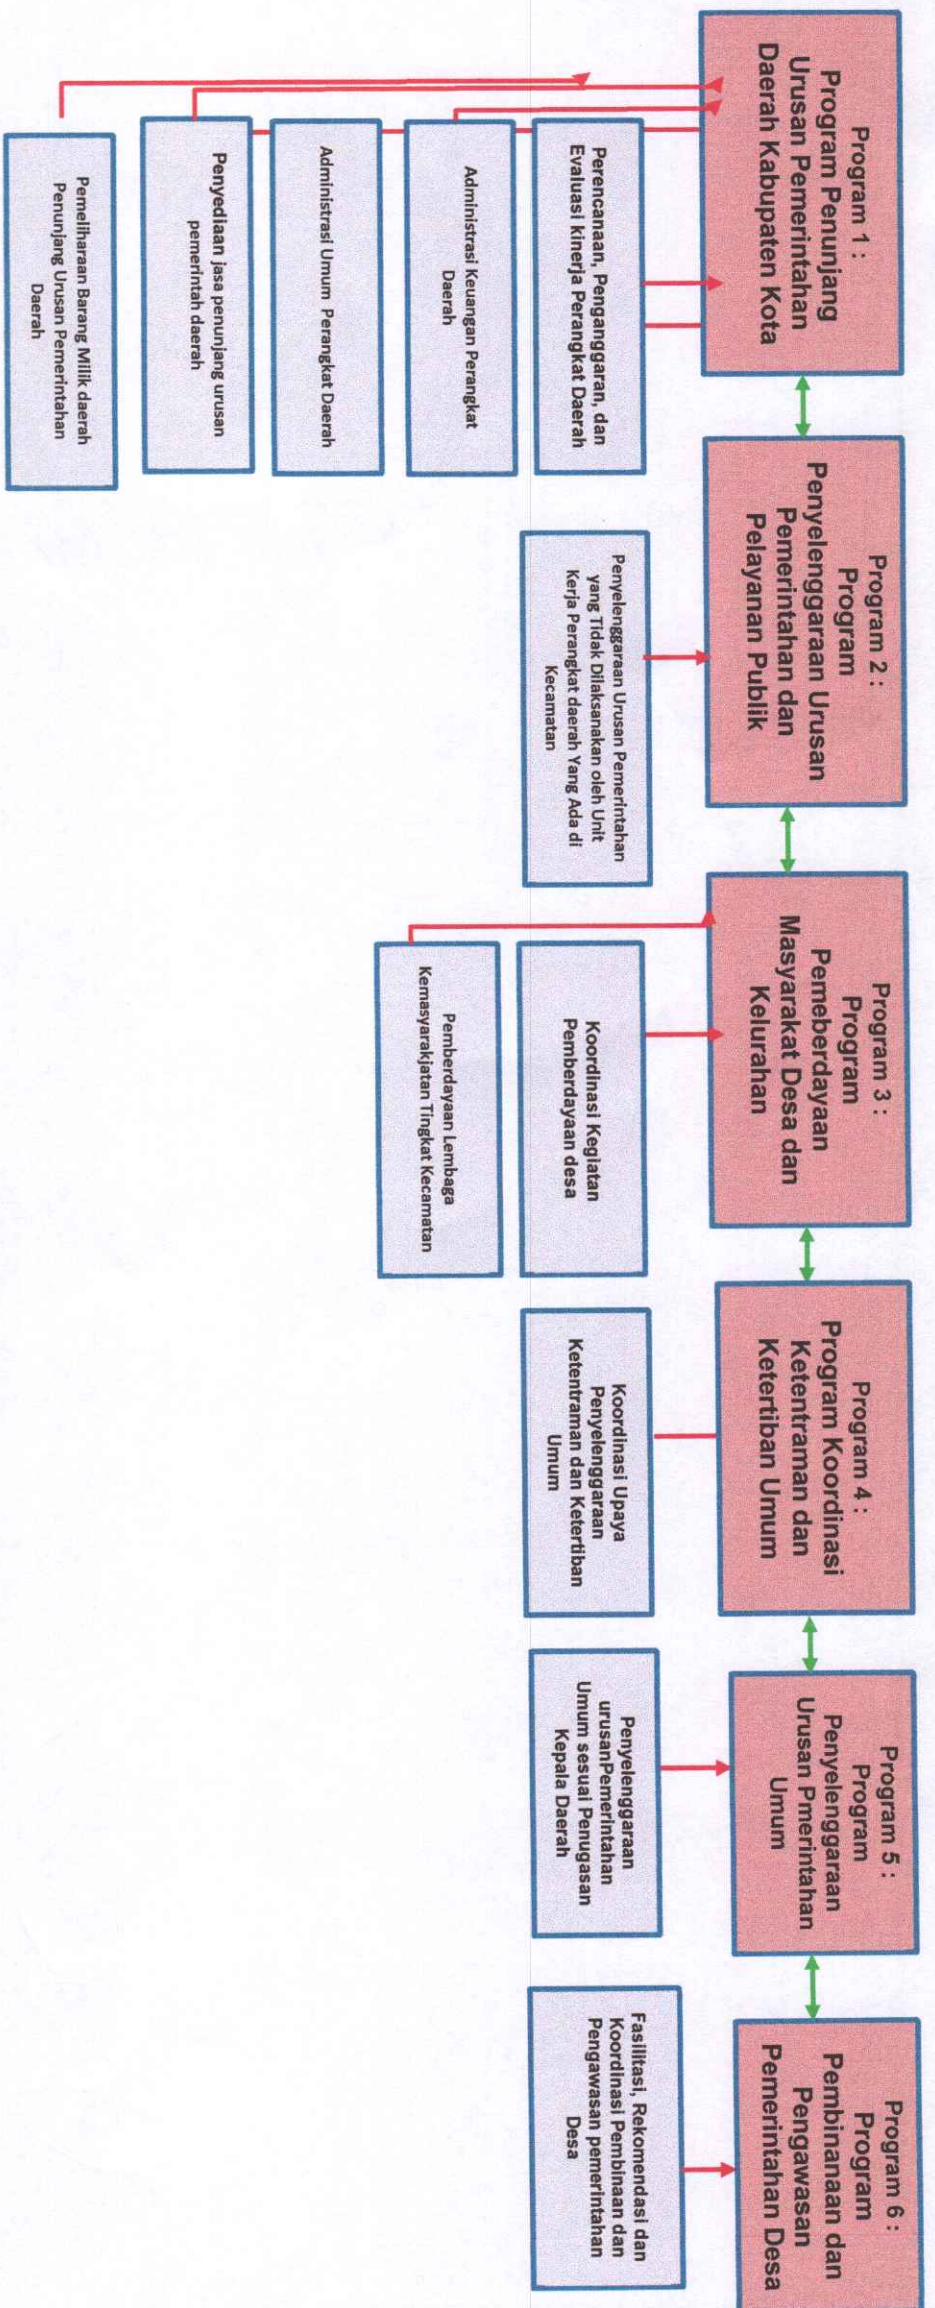 Program 1 :
Program Penunjang
Urusan Pemerintahan
Daerah Kabupaten Kota
Perencanaan, Penganggaran, dan
Evaluasi kinerja Perangkat Daerah
Administrasi Keuangan Perangkat
Daerah
Administrasi Umum Perangkat Daerah
Penyediaan jasa penunjang urusan
pemerintah daerah
Pemeliharaan Barang Milik daerah
Penunjang Urusan Pemerintahan
Daerah
Program 2 :
Program
Penyelenggaraan Urusan
Pemerintahan dan
Pelayanan Publik
Penyelenggaraan Urusan Pemerintahan
yang Tidak Dilaksanakan oleh Unit
Kerja Perangkat daerah Yang Ada di
Kecamatan
Program 3 :
Program
Pemeberdayaan
Masyarakat Desa dan
Kelurahan
Koordinasi Kegiatan
Pemberdayaan desa
Pemberdayaan Lembaga
Kemasyarakjatan Tingkat Kecamatan
Program 4 :
Program Koordinasi
Ketentraman dan
Ketertiban Umum
Koordinasi Upaya
Penyelenggaraan
Ketentraman dan Ketertiban
Umum
Program 5 :
Program
Penyelenggaraan
Urusan Pmerintahan
Umum
Penyelenggaraan
urusanPemerintahan
Umum sesuai Penugasan
Kepala Daerah
Program 6 :
Program
Pembinanaan dan
Pengawasan
Pemerintahan Desa
Fasilitasi, Rekomendasi dan
Koordinasi Pembinaan dan
Pengawasan pemerintahan
Desa